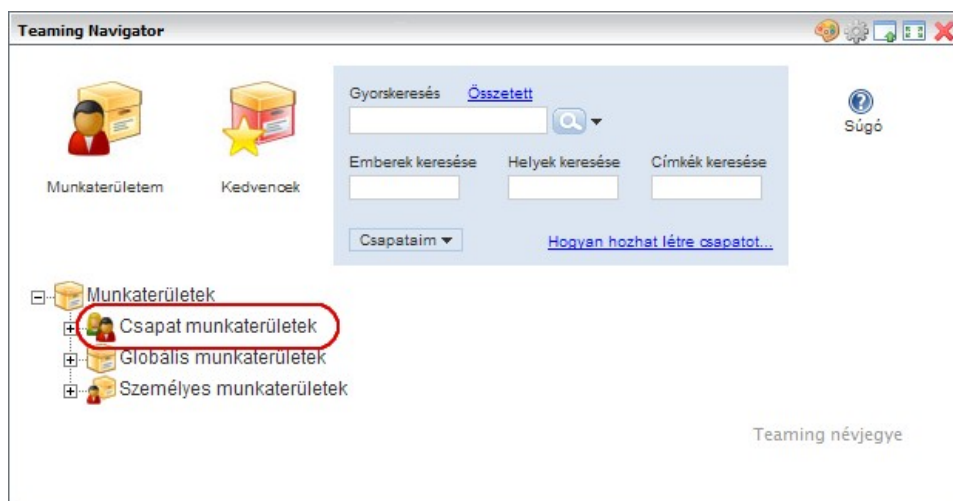 Teaming Navigator
Gyorskeresés Összetett
Súgó
Emberek keresése Helyek keresése Címkék keresése
Munkaterületem Kedvencek
Csapataim Hogyan hozhat létre csapatot...
Munkaterületek
Csapat munkaterületek
Globális munkaterületek
Személyes munkaterületek
Teaming névjegye